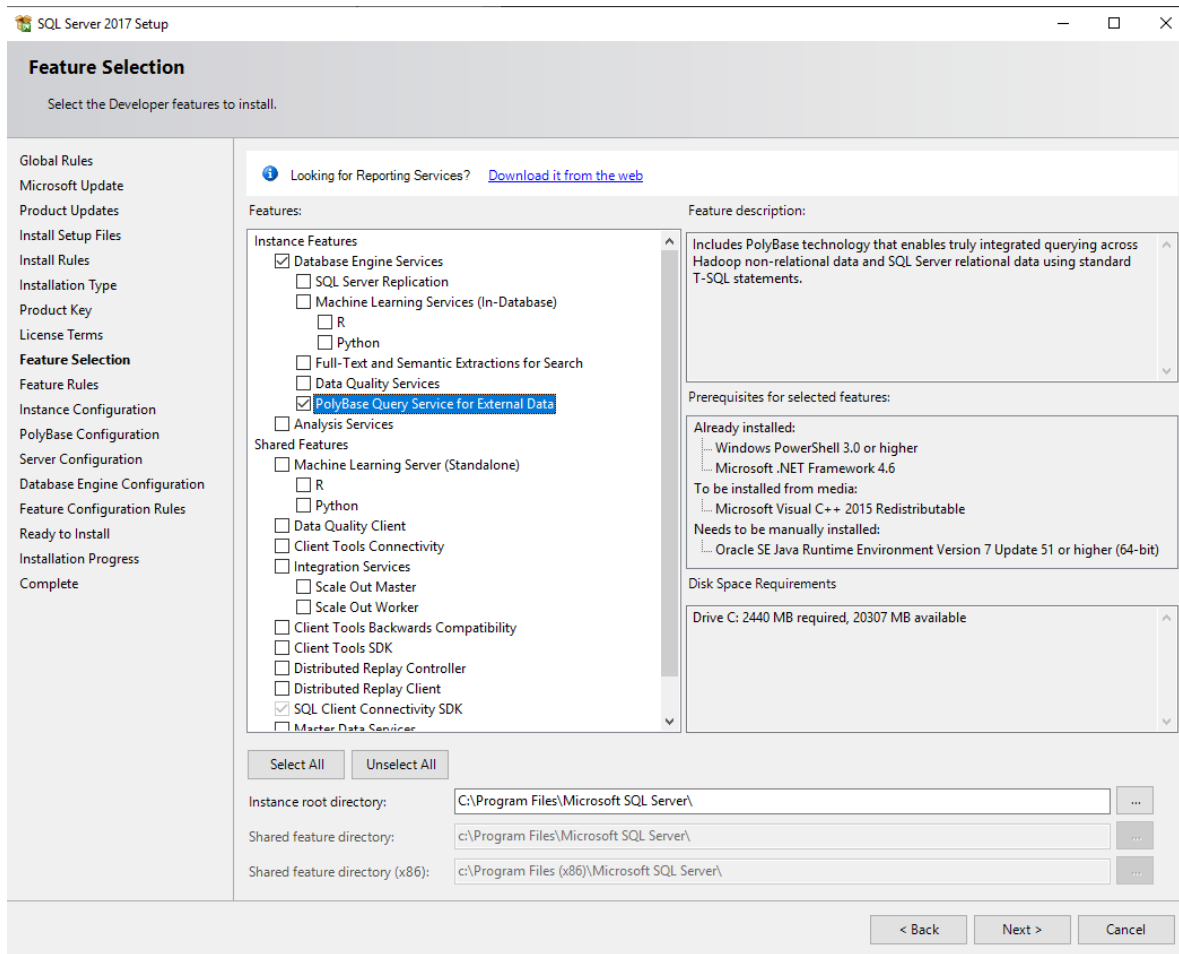 SQL Server 2017 Setup
Feature Selection
Select the Developer features to install.
Global Rules
Microsoft Update
Product Updates
Install Setup Files
Install Rules
Installation Type
Product Key
License Terms
Feature Selection
Feature Rules
Instance Configuration
PolyBase Configuration
Server Configuration
Database Engine Configuration
Feature Configuration Rules
Ready to Install
Installation Progress
Complete
Looking for Reporting Services? Download it from the web
Features:
Instance Features
Database Engine Services
SQL Server Replication
Machine Learning Services (In-Database)
R
Python
Full-Text and Semantic Extractions for Search
Data Quality Services
PolyBase Query Service for External Data
Analysis Services
Shared Features
Machine Learning Server (Standalone)
R
Python
Data Quality Client
Client Tools Connectivity
Integration Services
Scale Out Master
Scale Out Worker
Client Tools Backwards Compatibility
Client Tools SDK
Distributed Replay Controller
Distributed Replay Client
SQL Client Connectivity SDK
Master Data Services
Feature description:
Includes PolyBase technology that enables truly integrated querying across
Hadoop non-relational data and SQL Server relational data using standard
T-SQL statements.
Prerequisites for selected features:
Already installed:
Windows PowerShell 3.0 or higher
Microsoft .NET Framework 4.6
To be installed from media:
Microsoft Visual C++ 2015 Redistributable
Needs to be manually installed:
Oracle SE Java Runtime Environment Version 7 Update 51 or higher (64-bit)
Disk Space Requirements
Drive C: 2440 MB required, 20307 MB available
Select All
Unselect All
Instance root directory: C:\Program Files\Microsoft SQL Server\ ...
Shared feature directory: c:\Program Files\Microsoft SQL Server\ ...
Shared feature directory (x86): c:\Program Files (x86)\Microsoft SQL Server\ ...
< Back
Next >
Cancel